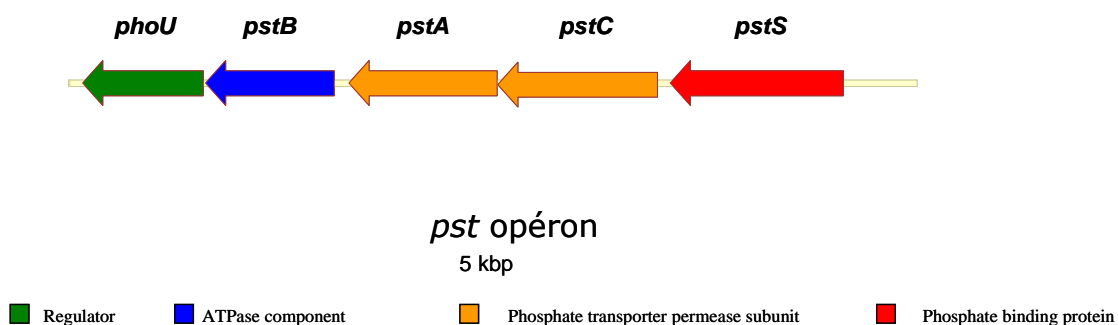 phoU pstB pstA pstC pstS
pst opéron
5 kbp
Regulator ATPase component Phosphate transporter permease subunit Phosphate binding protein